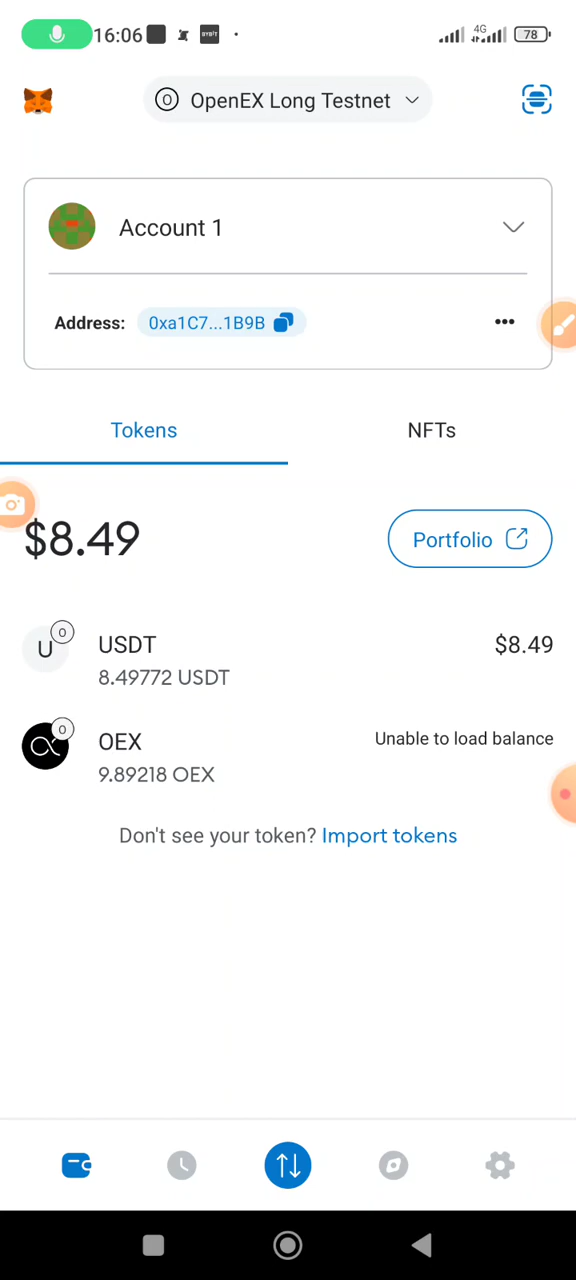 16:06 BYBIT 4G 78
OpenEX Long Testnet
Account 1
Address: 0xa1C7...1B9B
Tokens NFTs
$8.49 Portfolio
U O USDT $8.49
8.49772 USDT
O OEX Unable to load balance
9.89218 OEX
Don't see your token? Import tokens